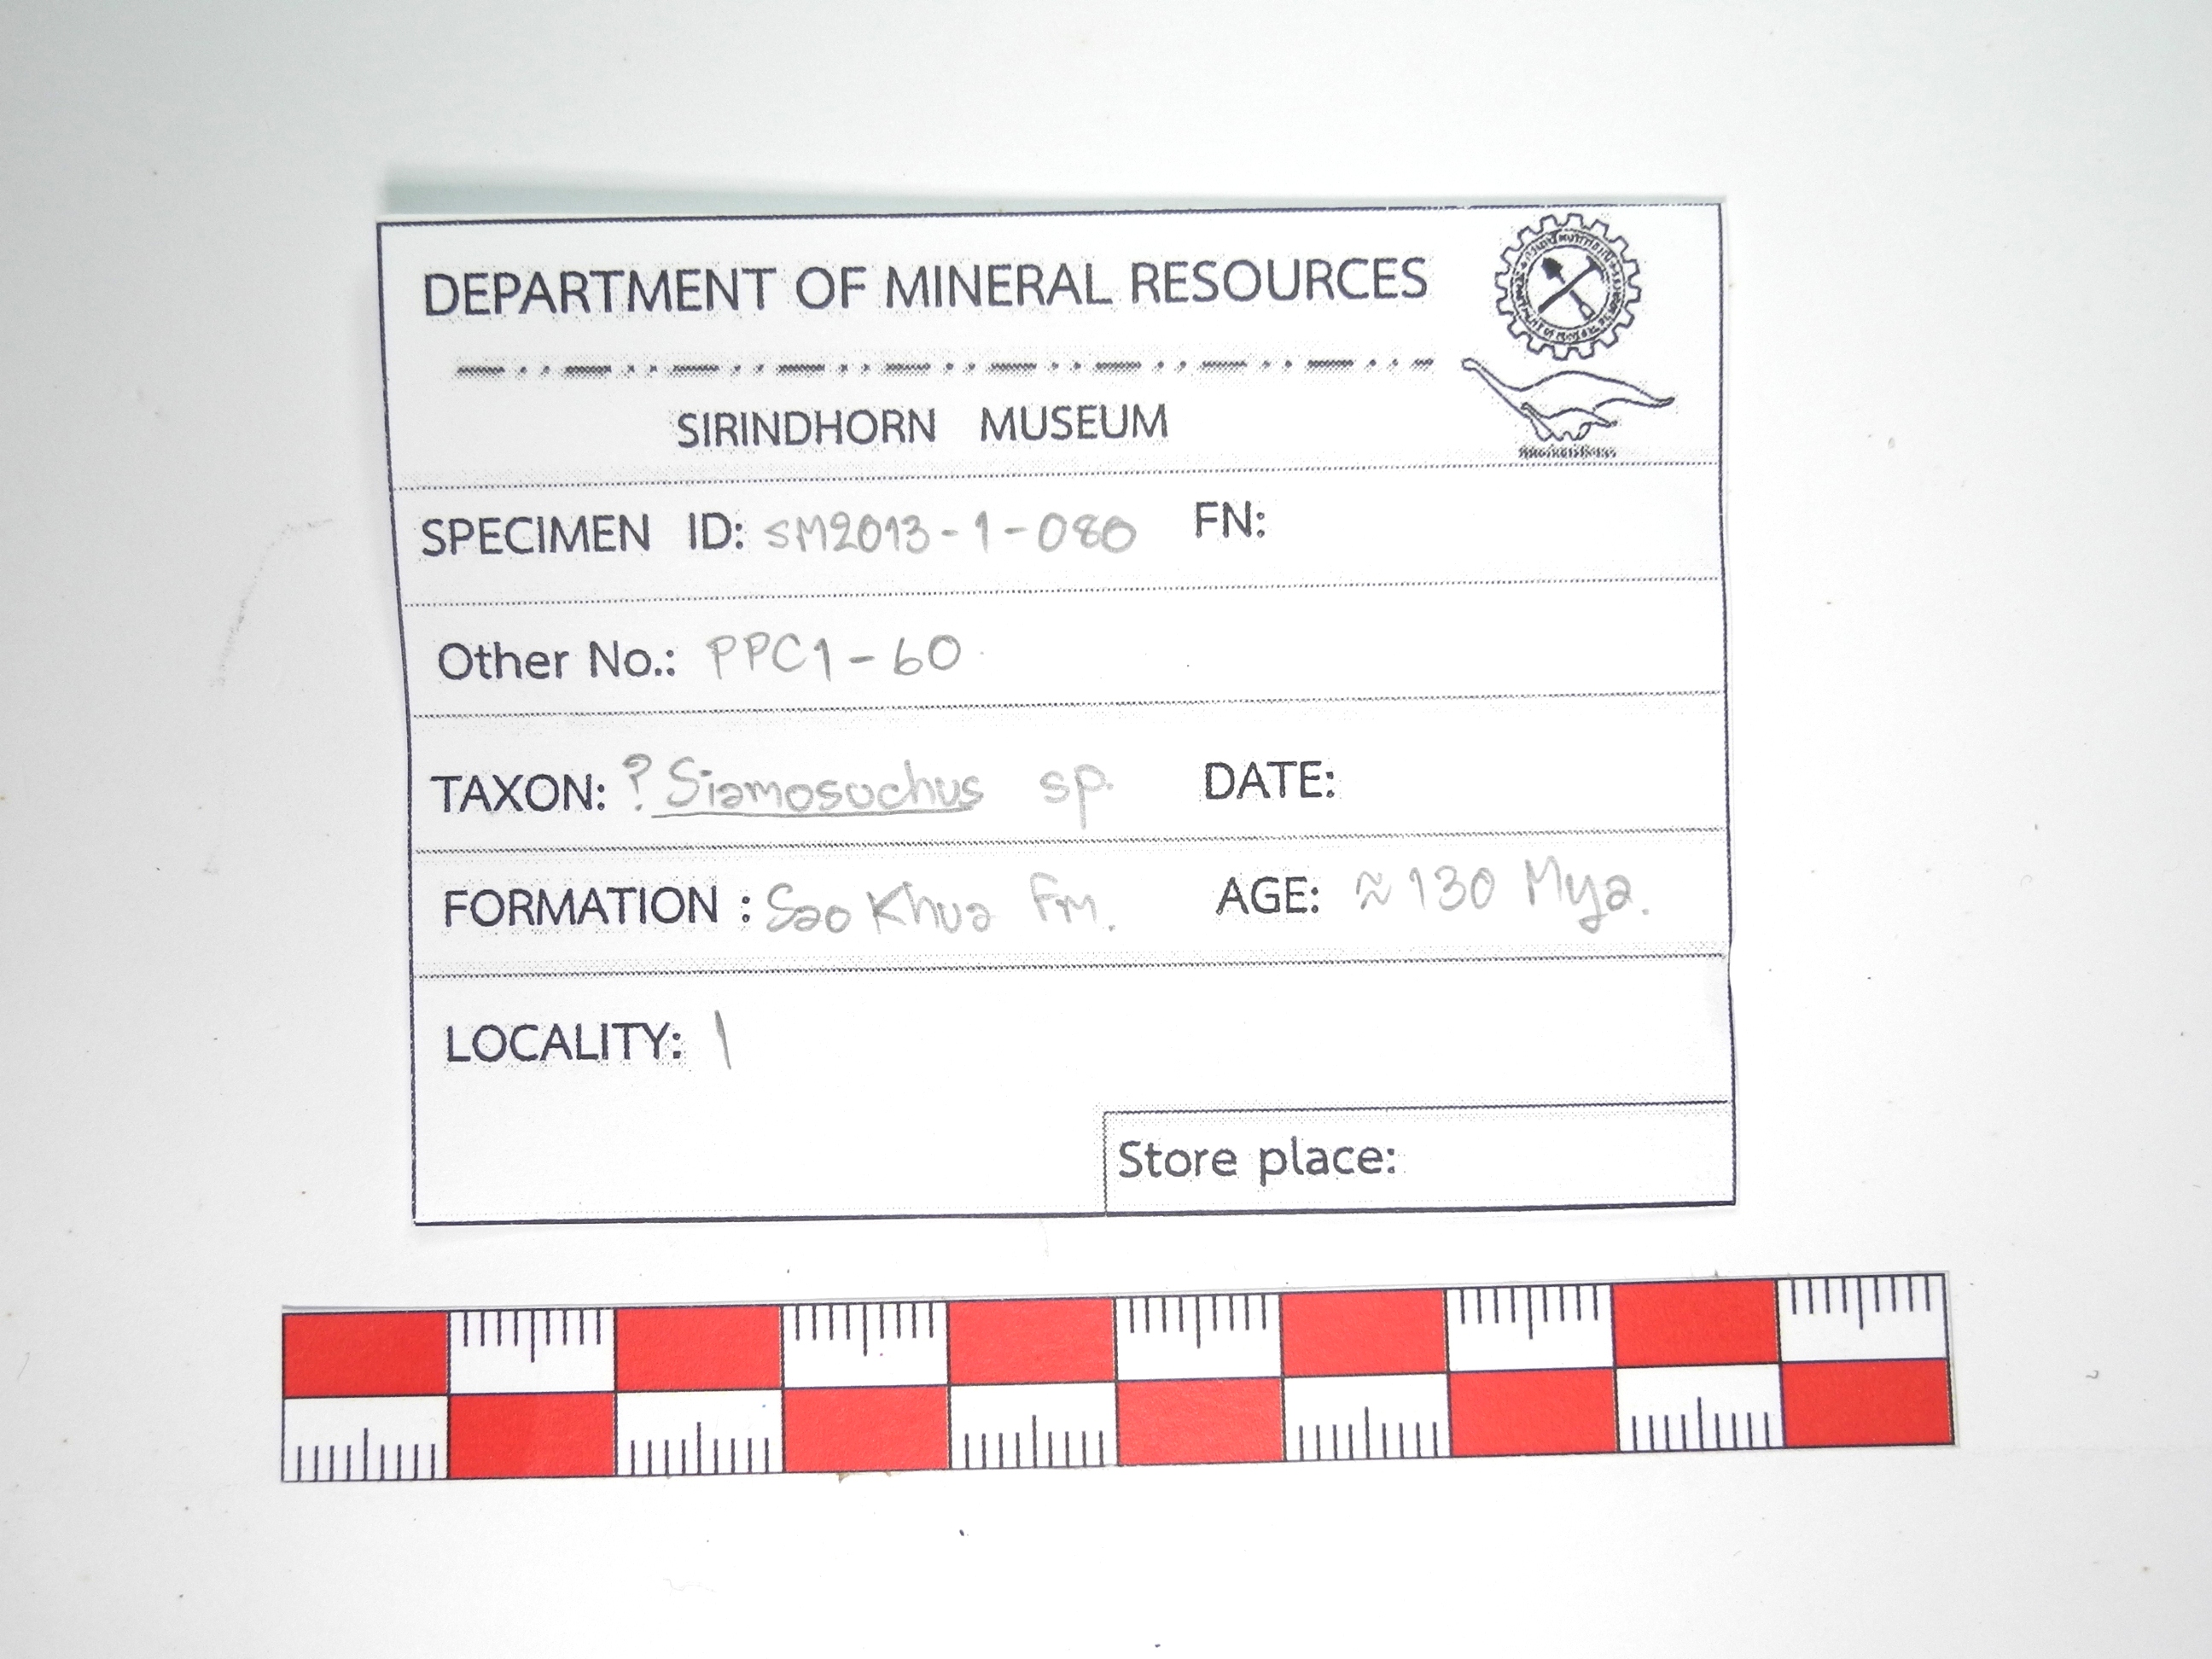 DEPARTMENT OF MINERAL RESOURCES
SIRINDHORN MUSEUM
SPECIMEN ID: SM2013-1-080 FN:
Other No.: PPC1-60
TAXON: ? Siamosuchus sp. DATE:
FORMATION : Sao Khua Fm. AGE: ≈ 130 Mya.
LOCALITY: \
Store place: